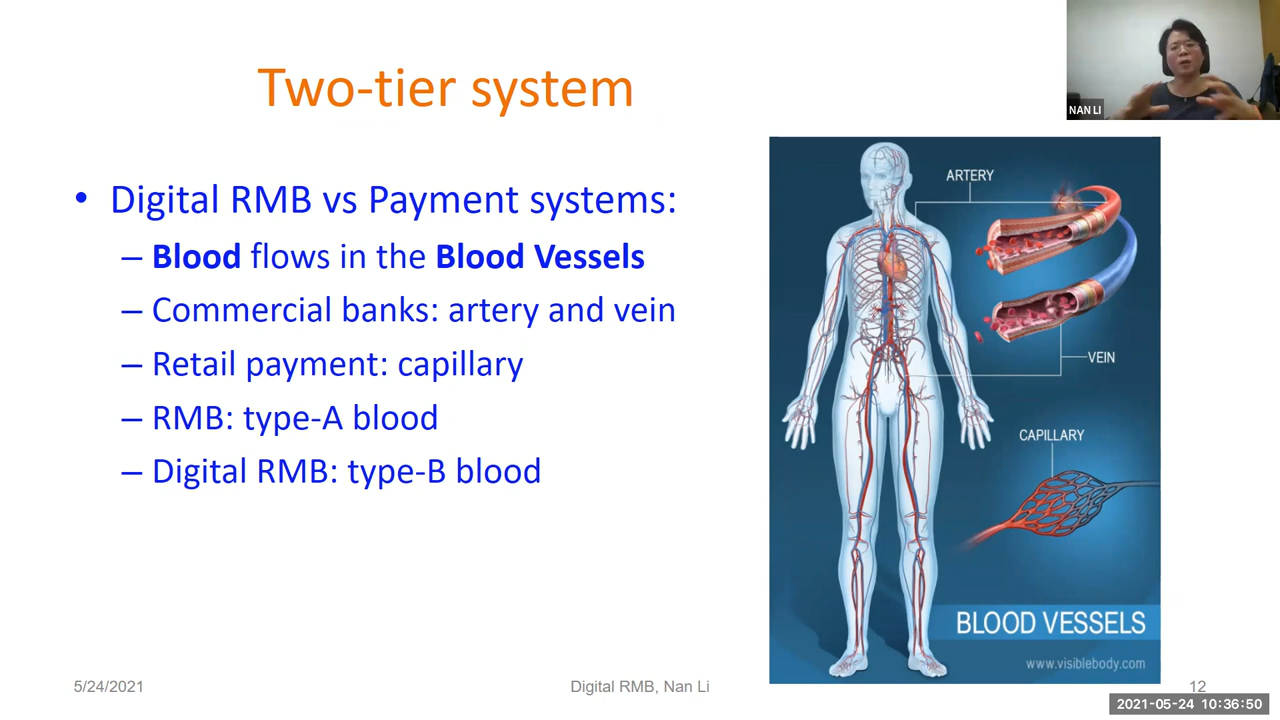 Two-tier system
NAN LI
• Digital RMB vs Payment systems:
– Blood flows in the Blood Vessels
– Commercial banks: artery and vein
– Retail payment: capillary
– RMB: type-A blood
– Digital RMB: type-B blood
ARTERY
VEIN
CAPILLARY
BLOOD VESSELS
www.visiblebody.com
5/24/2021
Digital RMB, Nan Li
12
2021-05-24 10:36:50